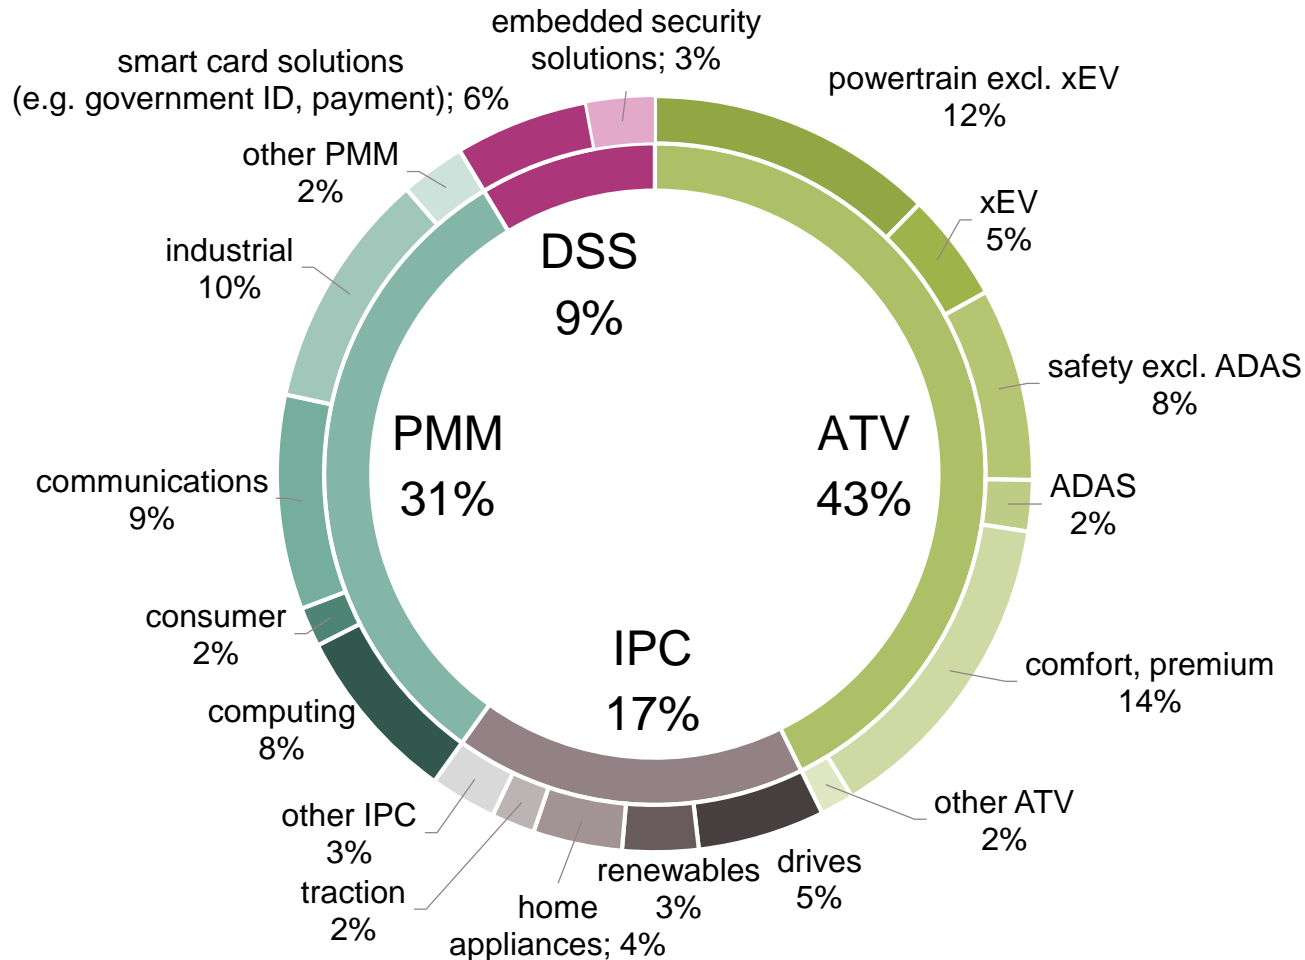 embedded security
solutions; 3%
smart card solutions
(e.g. government ID, payment); 6%
powertrain excl. xEV
12%
other PMM
2%
xEV
5%
industrial
10%
DSS
9%
safety excl. ADAS
8%
PMM
31%
ATV
43%
communications
9%
ADAS
2%
consumer
2%
IPC
17%
comfort, premium
14%
computing
8%
other IPC
3%
other ATV
2%
traction
2%
home
appliances; 4%
renewables
3%
drives
5%